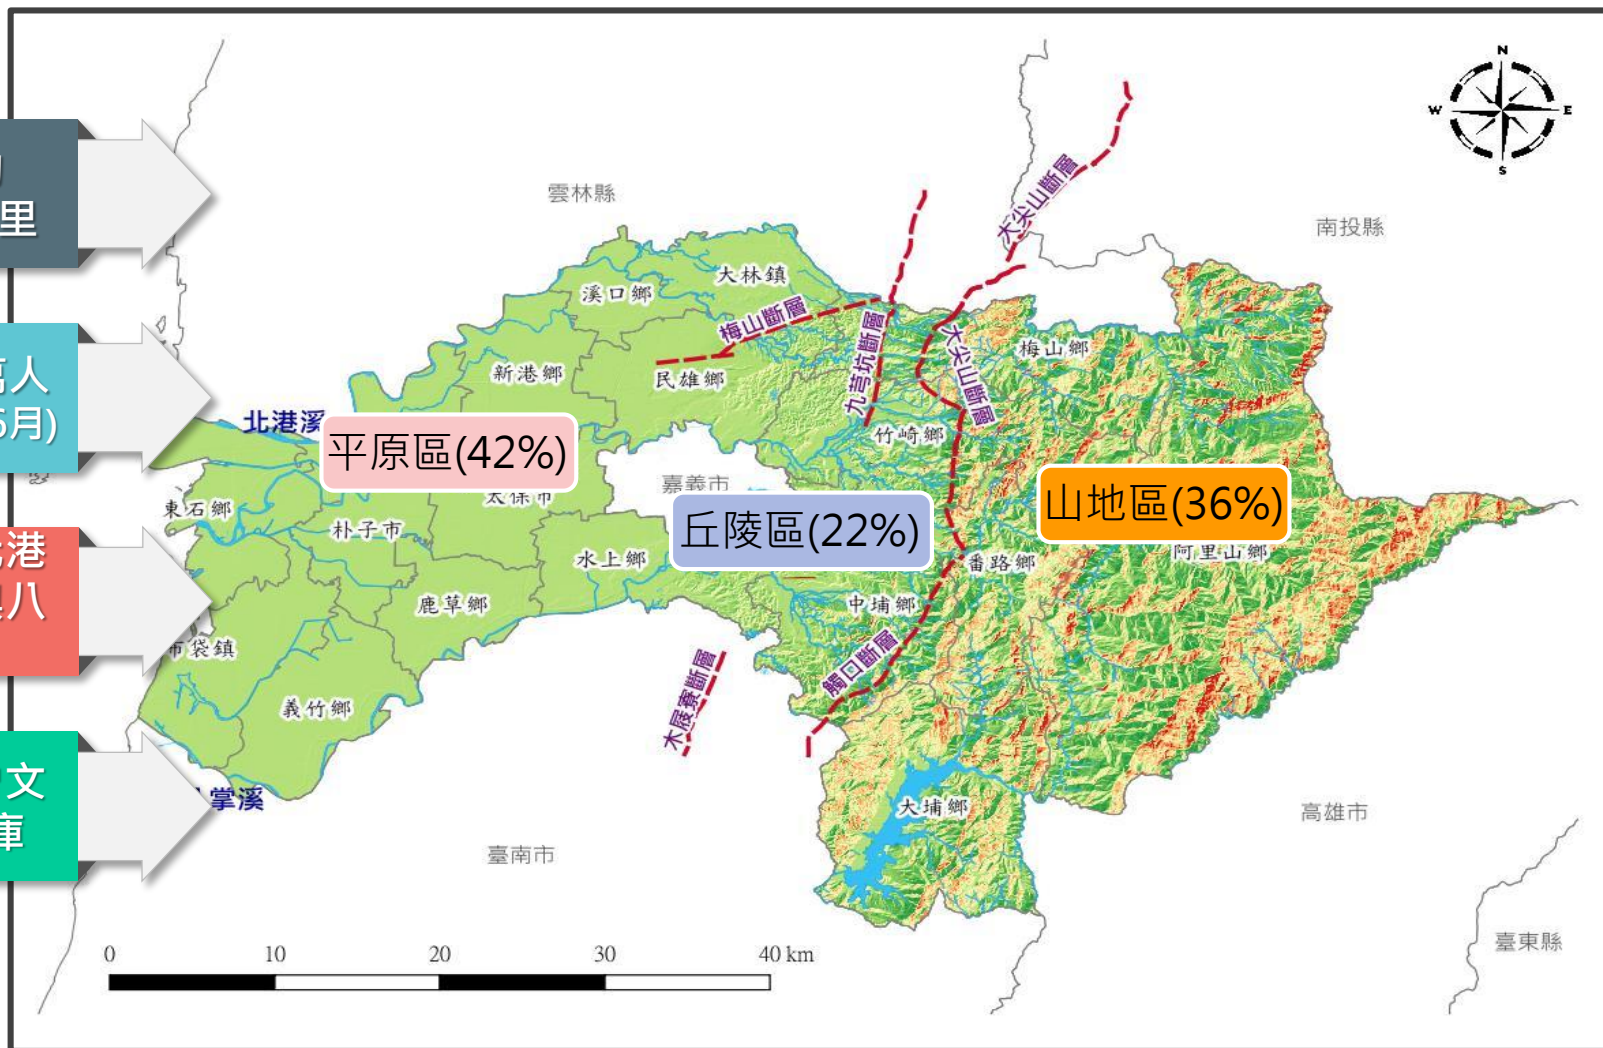 里
萬人
6月)
港
八
文
庫
N
W
E
S
雲林縣
南投縣
大尖山斷層
大林鎮
溪口鄉
梅山斷層
九芎坑斷層
大尖山斷層
梅山鄉
新港鄉
民雄鄉
北港溪
竹崎鄉
平原區(42%)
嘉義市
太保市
丘陵區(22%)
山地區(36%)
東石鄉
朴子市
水上鄉
番路鄉
阿里山鄉
鹿草鄉
中埔鄉
布袋鎮
觸口斷層
木屐寮斷層
義竹鄉
掌溪
大埔鄉
高雄市
臺南市
臺東縣
0 10 20 30 40 km